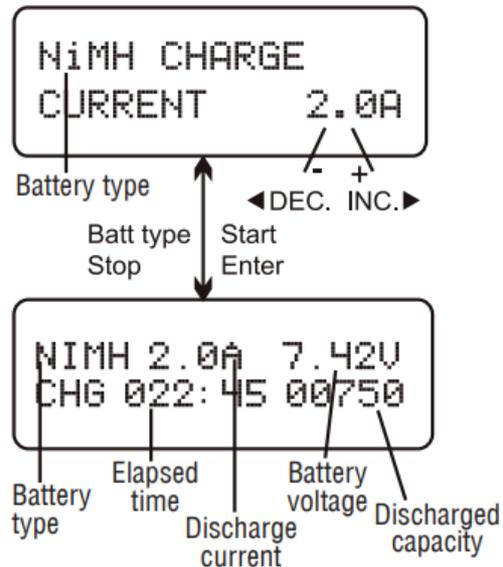 NiMH CHARGE
CURRENT 2.0A
- +
Battery type
◀DEC. INC.▶
Batt type Start
Stop Enter
NIMH 2.0A 7.42V
CHG 022:45 00750
Battery type
Elapsed time
Discharge current
Battery voltage
Discharged capacity